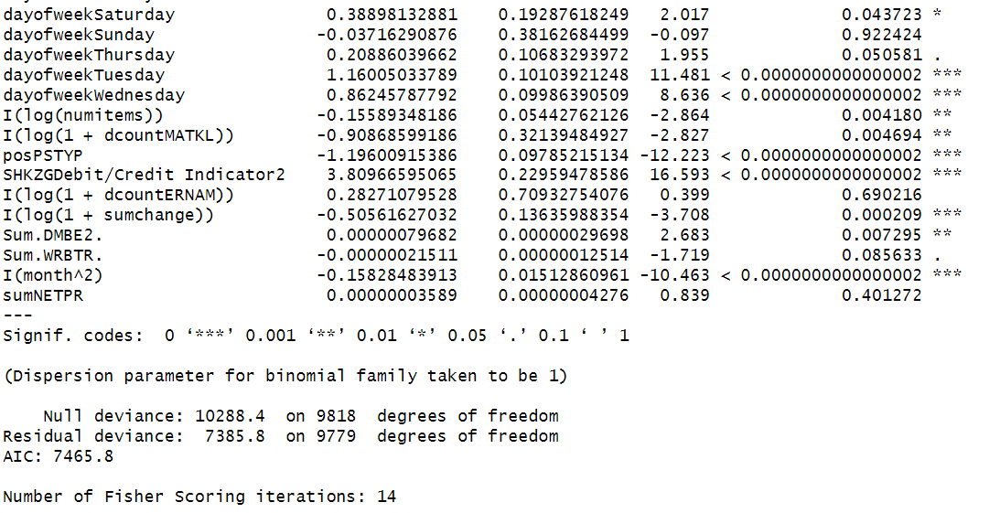 dayofweekSaturday 0.38898132881 0.19287618249 2.017 0.043723 *
dayofweekSunday -0.03716290876 0.38162684499 -0.097 0.922424
dayofweekThursday 0.20886039662 0.10683293972 1.955 0.050581 .
dayofweekTuesday 1.16005033789 0.10103921248 11.481 < 0.0000000000000002 ***
dayofweekWednesday 0.86245787792 0.09986390509 8.636 < 0.0000000000000002 ***
I(log(numitems)) -0.15589348186 0.05442762126 -2.864 0.004180 **
I(log(1 + dcountMATKL)) -0.90868599186 0.32139484927 -2.827 0.004694 **
posPSTYP -1.19600915386 0.09785215134 -12.223 < 0.0000000000000002 ***
SHKZGDebit/Credit Indicator2 3.80966595065 0.22959478586 16.593 < 0.0000000000000002 ***
I(log(1 + dcountERNAM)) 0.28271079528 0.70932754076 0.399 0.690216
I(log(1 + sumchange)) -0.50561627032 0.13635988354 -3.708 0.000209 ***
Sum.DMBE2. 0.00000079682 0.00000029698 2.683 0.007295 **
Sum.WRBTR. -0.00000021511 0.00000012514 -1.719 0.085633 .
I(month^2) -0.15828483913 0.01512860961 -10.463 < 0.0000000000000002 ***
sumNETPR 0.00000003589 0.00000004276 0.839 0.401272
---
Signif. codes: 0 ‘***’ 0.001 ‘**’ 0.01 ‘*’ 0.05 ‘.’ 0.1 ‘ ’ 1
(Dispersion parameter for binomial family taken to be 1)
Null deviance: 10288.4 on 9818 degrees of freedom
Residual deviance: 7385.8 on 9779 degrees of freedom
AIC: 7465.8
Number of Fisher Scoring iterations: 14